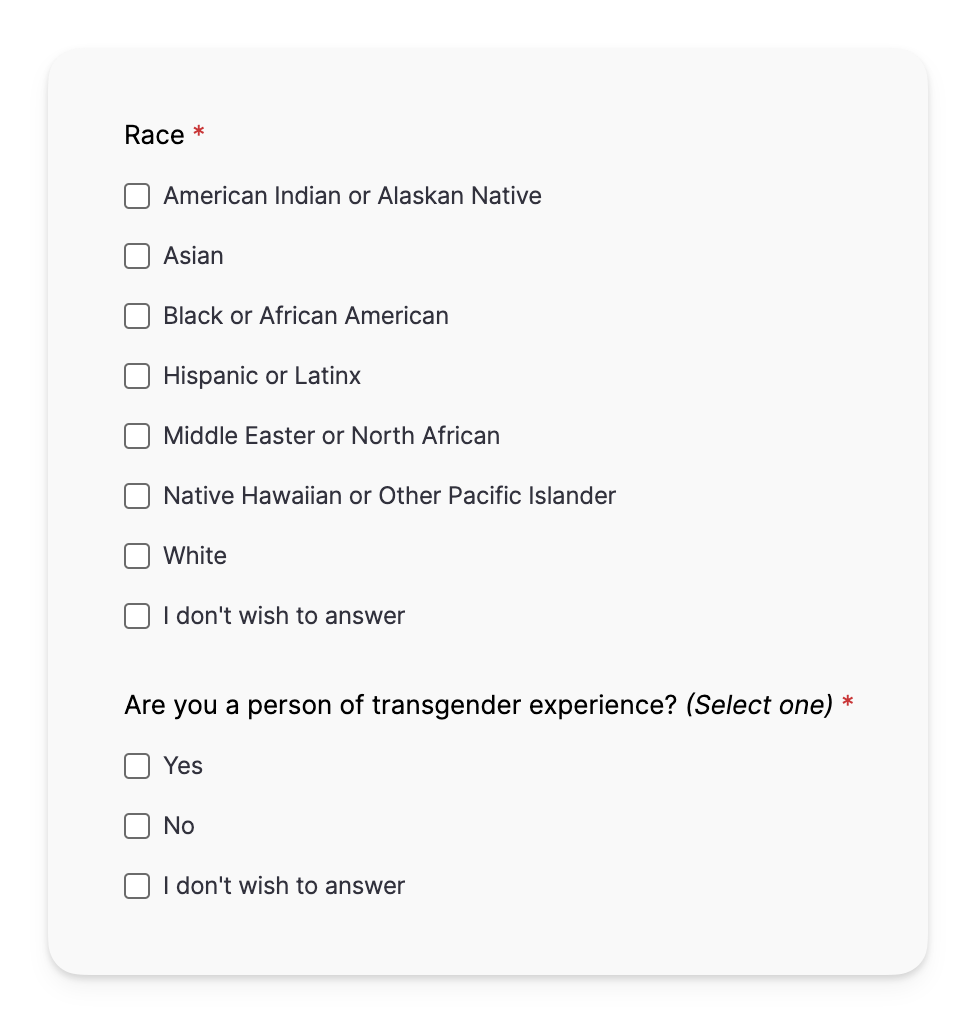 Race *
American Indian or Alaskan Native
Asian
Black or African American
Hispanic or Latinx
Middle Easter or North African
Native Hawaiian or Other Pacific Islander
White
I don't wish to answer
Are you a person of transgender experience? (Select one) *
Yes
No
I don't wish to answer